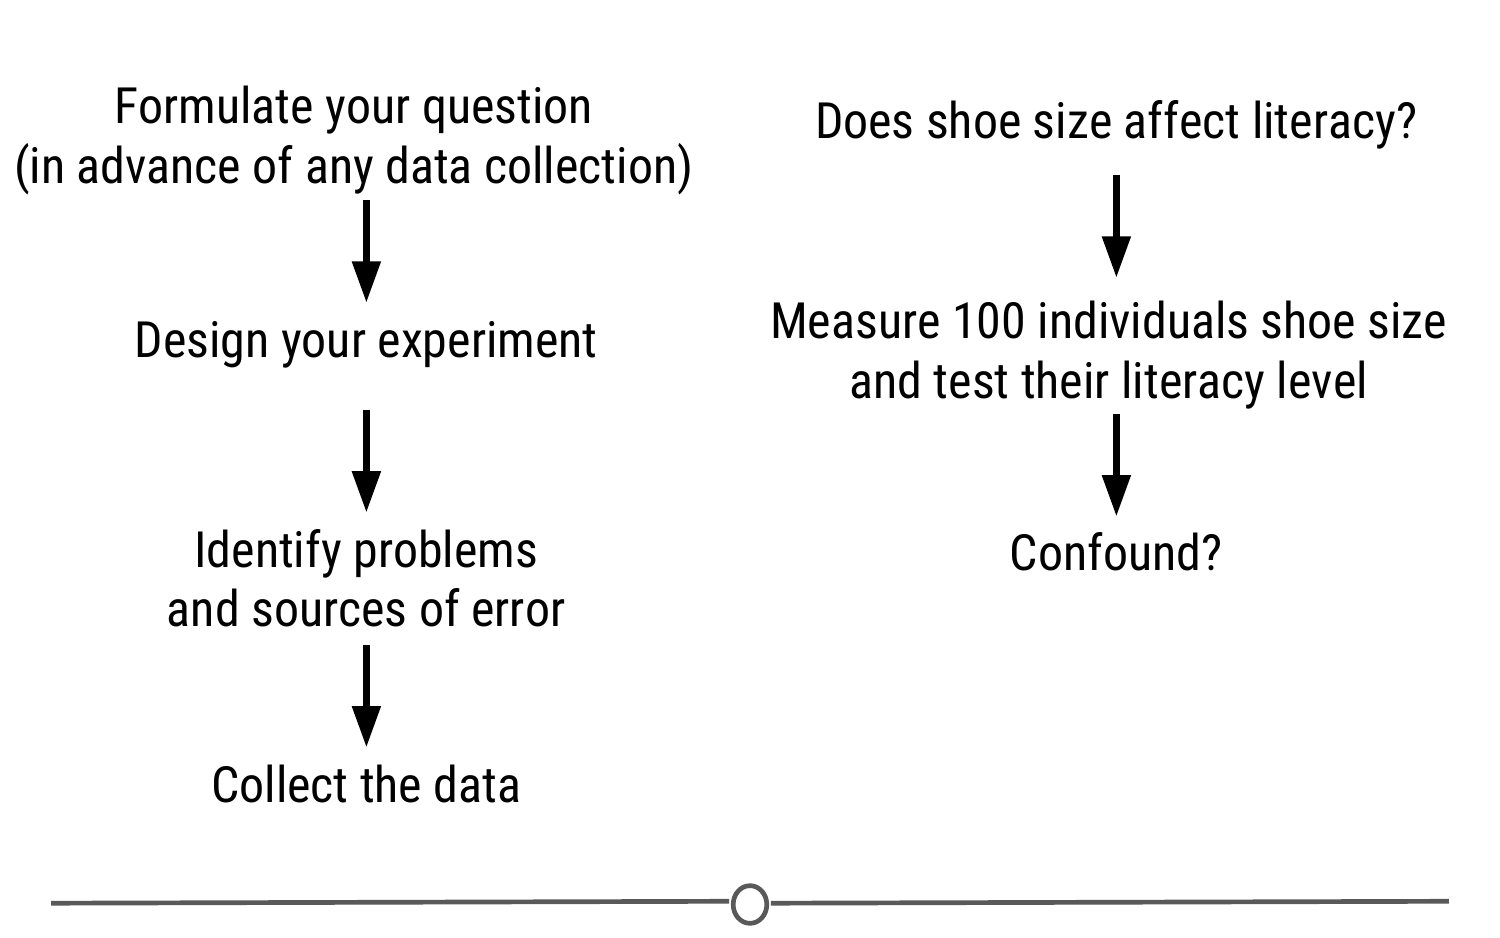 Formulate your question
(in advance of any data collection)
Design your experiment
Identify problems
and sources of error
Collect the data
Does shoe size affect literacy?
Measure 100 individuals shoe size
and test their literacy level
Confound?